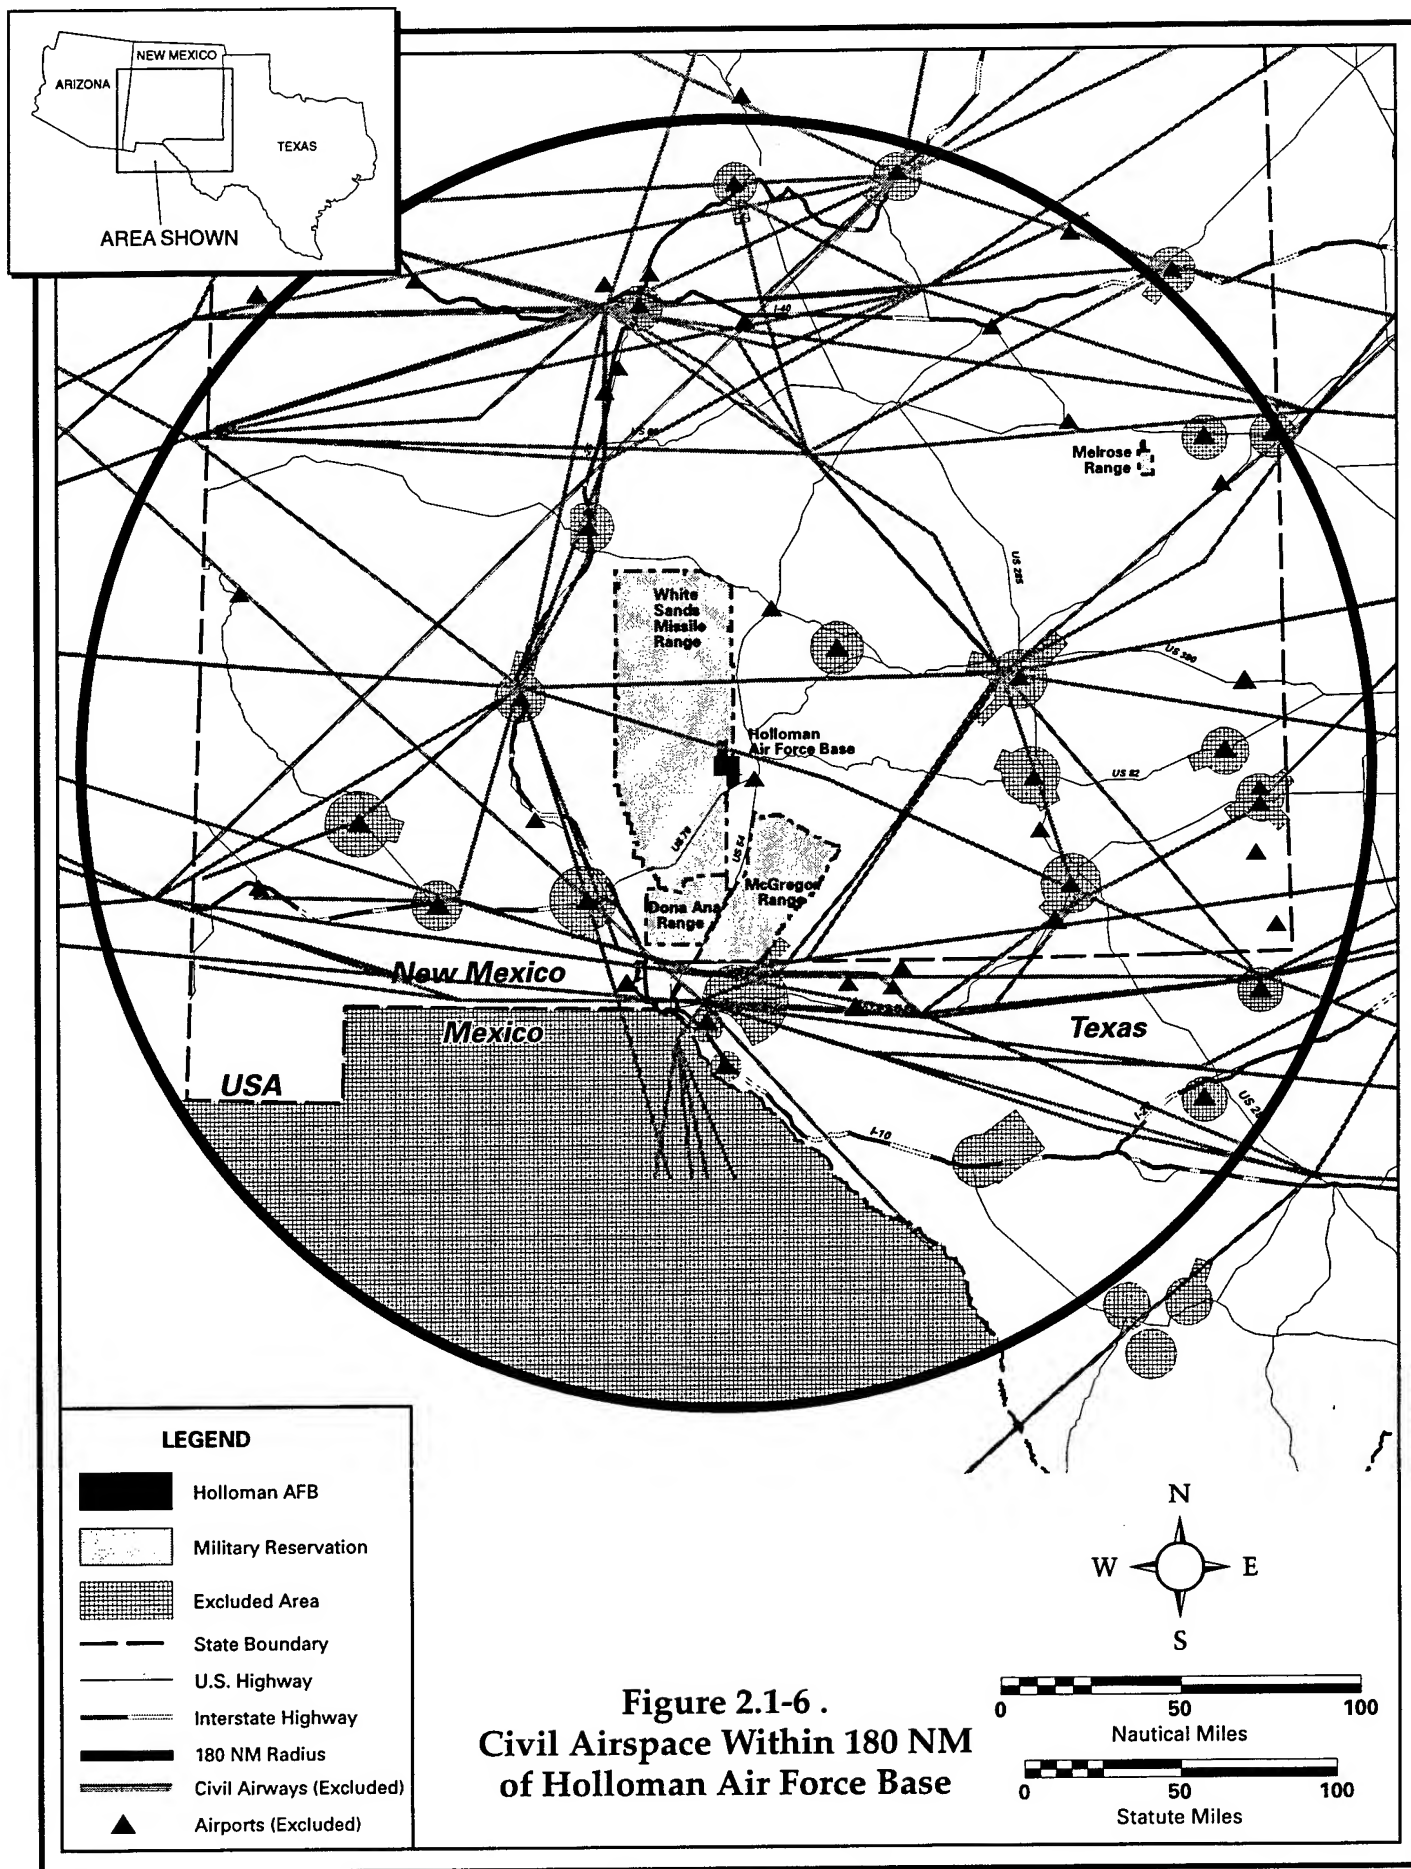 NEW MEXICO
ARIZONA
TEXAS
AREA SHOWN
I-40
US 60
Melrose
Range
US 285
White
Sands
Missile
Range
US 380
Holloman
Air Force Base
US 82
US 70
US 54
McGregor
Range
Dona Ana
Range
New Mexico
Mexico
Texas
USA
I-10
US
LEGEND
Holloman AFB
Military Reservation
Excluded Area
State Boundary
U.S. Highway
Interstate Highway
180 NM Radius
Civil Airways (Excluded)
Airports (Excluded)
N
W E
S
Figure 2.1-6 .
Civil Airspace Within 180 NM
of Holloman Air Force Base
0 50 100
Nautical Miles
0 50 100
Statute Miles